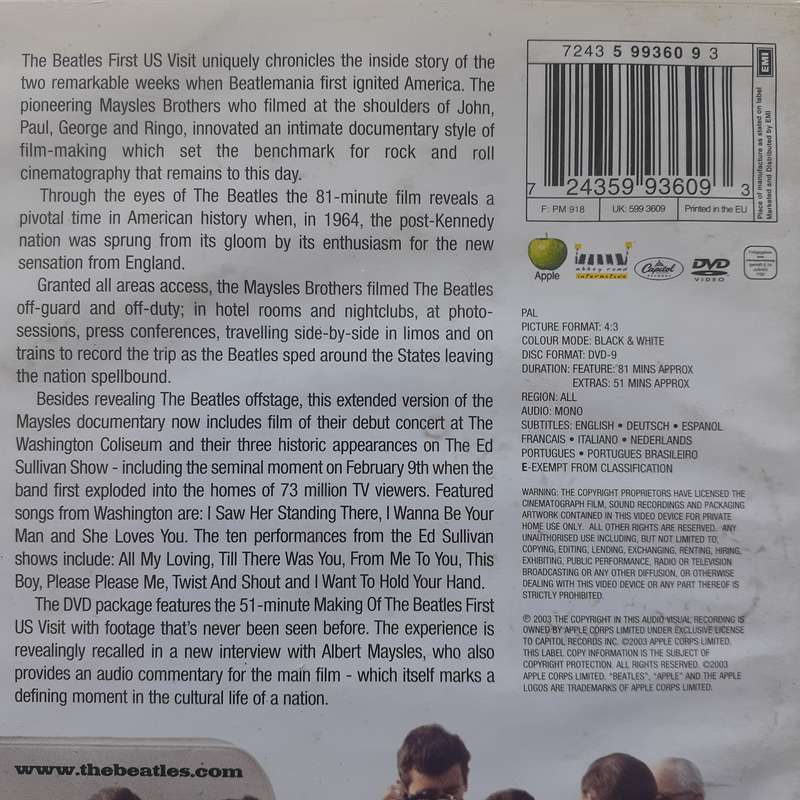 The Beatles First US Visit uniquely chronicles the inside story of the
two remarkable weeks when Beatlemania first ignited America. The
pioneering Maysles Brothers who filmed at the shoulders of John,
Paul, George and Ringo, innovated an intimate documentary style of
film-making which set the benchmark for rock and roll
cinematography that remains to this day.
Through the eyes of The Beatles the 81-minute film reveals a
pivotal time in American history when, in 1964, the post-Kennedy
nation was sprung from its gloom by its enthusiasm for the new
sensation from England.
Granted all areas access, the Maysles Brothers filmed The Beatles
off-guard and off-duty; in hotel rooms and nightclubs, at photo-
sessions, press conferences, travelling side-by-side in limos and on
trains to record the trip as the Beatles sped around the States leaving
the nation spellbound.
Besides revealing The Beatles offstage, this extended version of the
Maysles documentary now includes film of their debut concert at The
Washington Coliseum and their three historic appearances on The Ed
Sullivan Show - including the seminal moment on February 9th when the
band first exploded into the homes of 73 million TV viewers. Featured
songs from Washington are: I Saw Her Standing There, I Wanna Be Your
Man and She Loves You. The ten performances from the Ed Sullivan
shows include: All My Loving, Till There Was You, From Me To You, This
Boy, Please Please Me, Twist And Shout and I Want To Hold Your Hand.
The DVD package features the 51-minute Making Of The Beatles First
US Visit with footage that's never been seen before. The experience is
revealingly recalled in a new interview with Albert Maysles, who also
provides an audio commentary for the main film - which itself marks a
defining moment in the cultural life of a nation.
www.thebeatles.com
7243 5 99360 9 3
EMI
Place of manufacture as stated on label
Marketed and Distributed by EMI
7 24359 93609 3
F: PM 918
UK: 599 3609
Printed in the EU
Apple
abbey road
interactive
Capitol
DVD
VIDEO
PAL
PICTURE FORMAT: 4:3
COLOUR MODE: BLACK & WHITE
DISC FORMAT: DVD-9
DURATION: FEATURE: 81 MINS APPROX
EXTRAS: 51 MINS APPROX
REGION: ALL
AUDIO: MONO
SUBTITLES: ENGLISH • DEUTSCH • ESPANOL
FRANCAIS • ITALIANO • NEDERLANDS
PORTUGUES • PORTUGUES BRASILEIRO
E-EXEMPT FROM CLASSIFICATION
WARNING: THE COPYRIGHT PROPRIETORS HAVE LICENSED THE
CINEMATOGRAPH FILM, SOUND RECORDINGS AND PACKAGING
ARTWORK CONTAINED IN THIS VIDEO DEVICE FOR PRIVATE
HOME USE ONLY. ALL OTHER RIGHTS ARE RESERVED. ANY
UNAUTHORISED USE INCLUDING, BUT NOT LIMITED TO,
COPYING, EDITING, LENDING, EXCHANGING, RENTING, HIRING,
EXHIBITING, PUBLIC PERFORMANCE, RADIO OR TELEVISION
BROADCASTING OR ANY OTHER DIFFUSION, OR OTHERWISE
DEALING WITH THIS VIDEO DEVICE OR ANY PART THEREOF IS
STRICTLY PROHIBITED.
℗ 2003 THE COPYRIGHT IN THIS AUDIO VISUAL RECORDING IS
OWNED BY APPLE CORPS LIMITED UNDER EXCLUSIVE LICENSE
TO CAPITOL RECORDS INC. ©2003 APPLE CORPS LIMITED.
THIS LABEL COPY INFORMATION IS THE SUBJECT OF
COPYRIGHT PROTECTION. ALL RIGHTS RESERVED. ©2003
APPLE CORPS LIMITED. "BEATLES", "APPLE" AND THE APPLE
LOGOS ARE TRADEMARKS OF APPLE CORPS LIMITED.